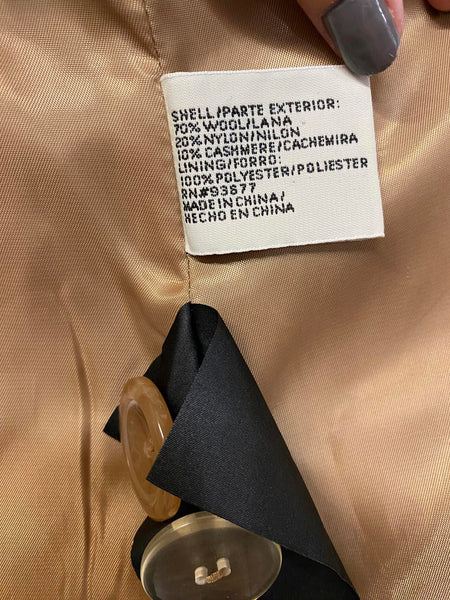 SHELL/PARTE EXTERIOR:
70% WOOL/LANA
20% NYLON/NILON
10% CASHMERE/CACHEMIRA
LINING/FORRO:
100% POLYESTER/POLIESTER
RN#93677
MADE IN CHINA/
HECHO EN CHINA